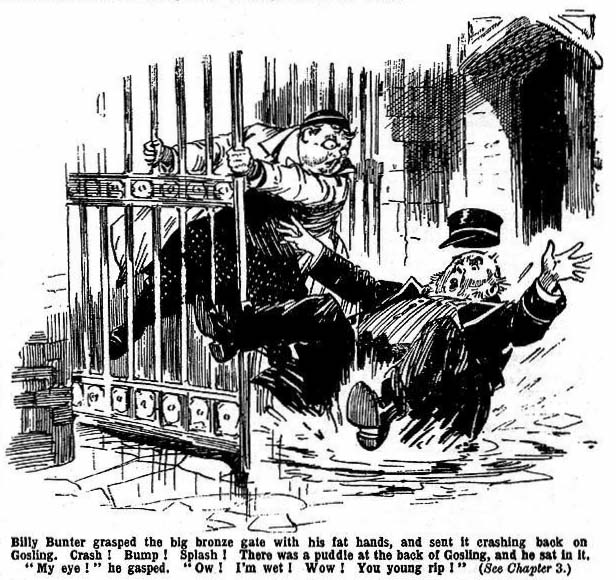 Billy Bunter grasped the big bronze gate with his fat hands, and sent it crashing back on
Gosling. Crash ! Bump ! Splash ! There was a puddle at the back of Gosling, and he sat in it.
"My eye ! " he gasped. "Ow ! I'm wet ! Wow ! You young rip ! " (See Chapter 3.)